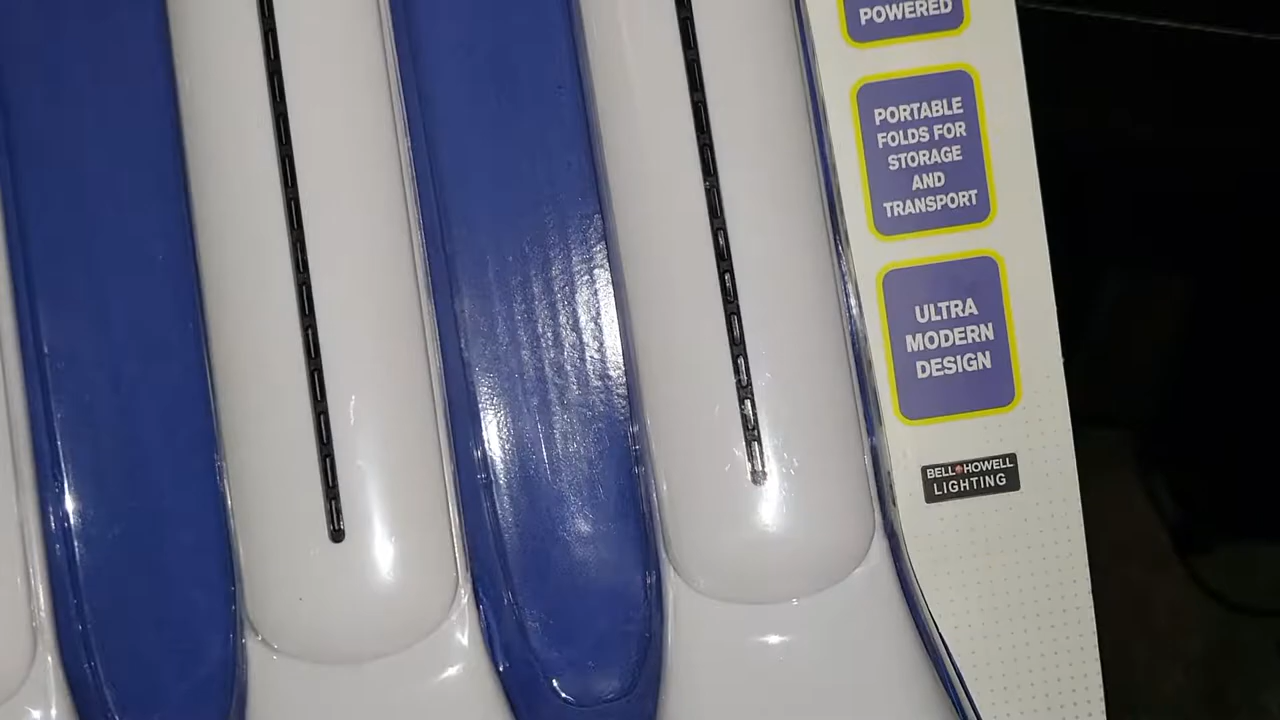 POWERED
PORTABLE
FOLDS FOR
STORAGE
AND
TRANSPORT
ULTRA
MODERN
DESIGN
BELL+HOWELL
LIGHTING